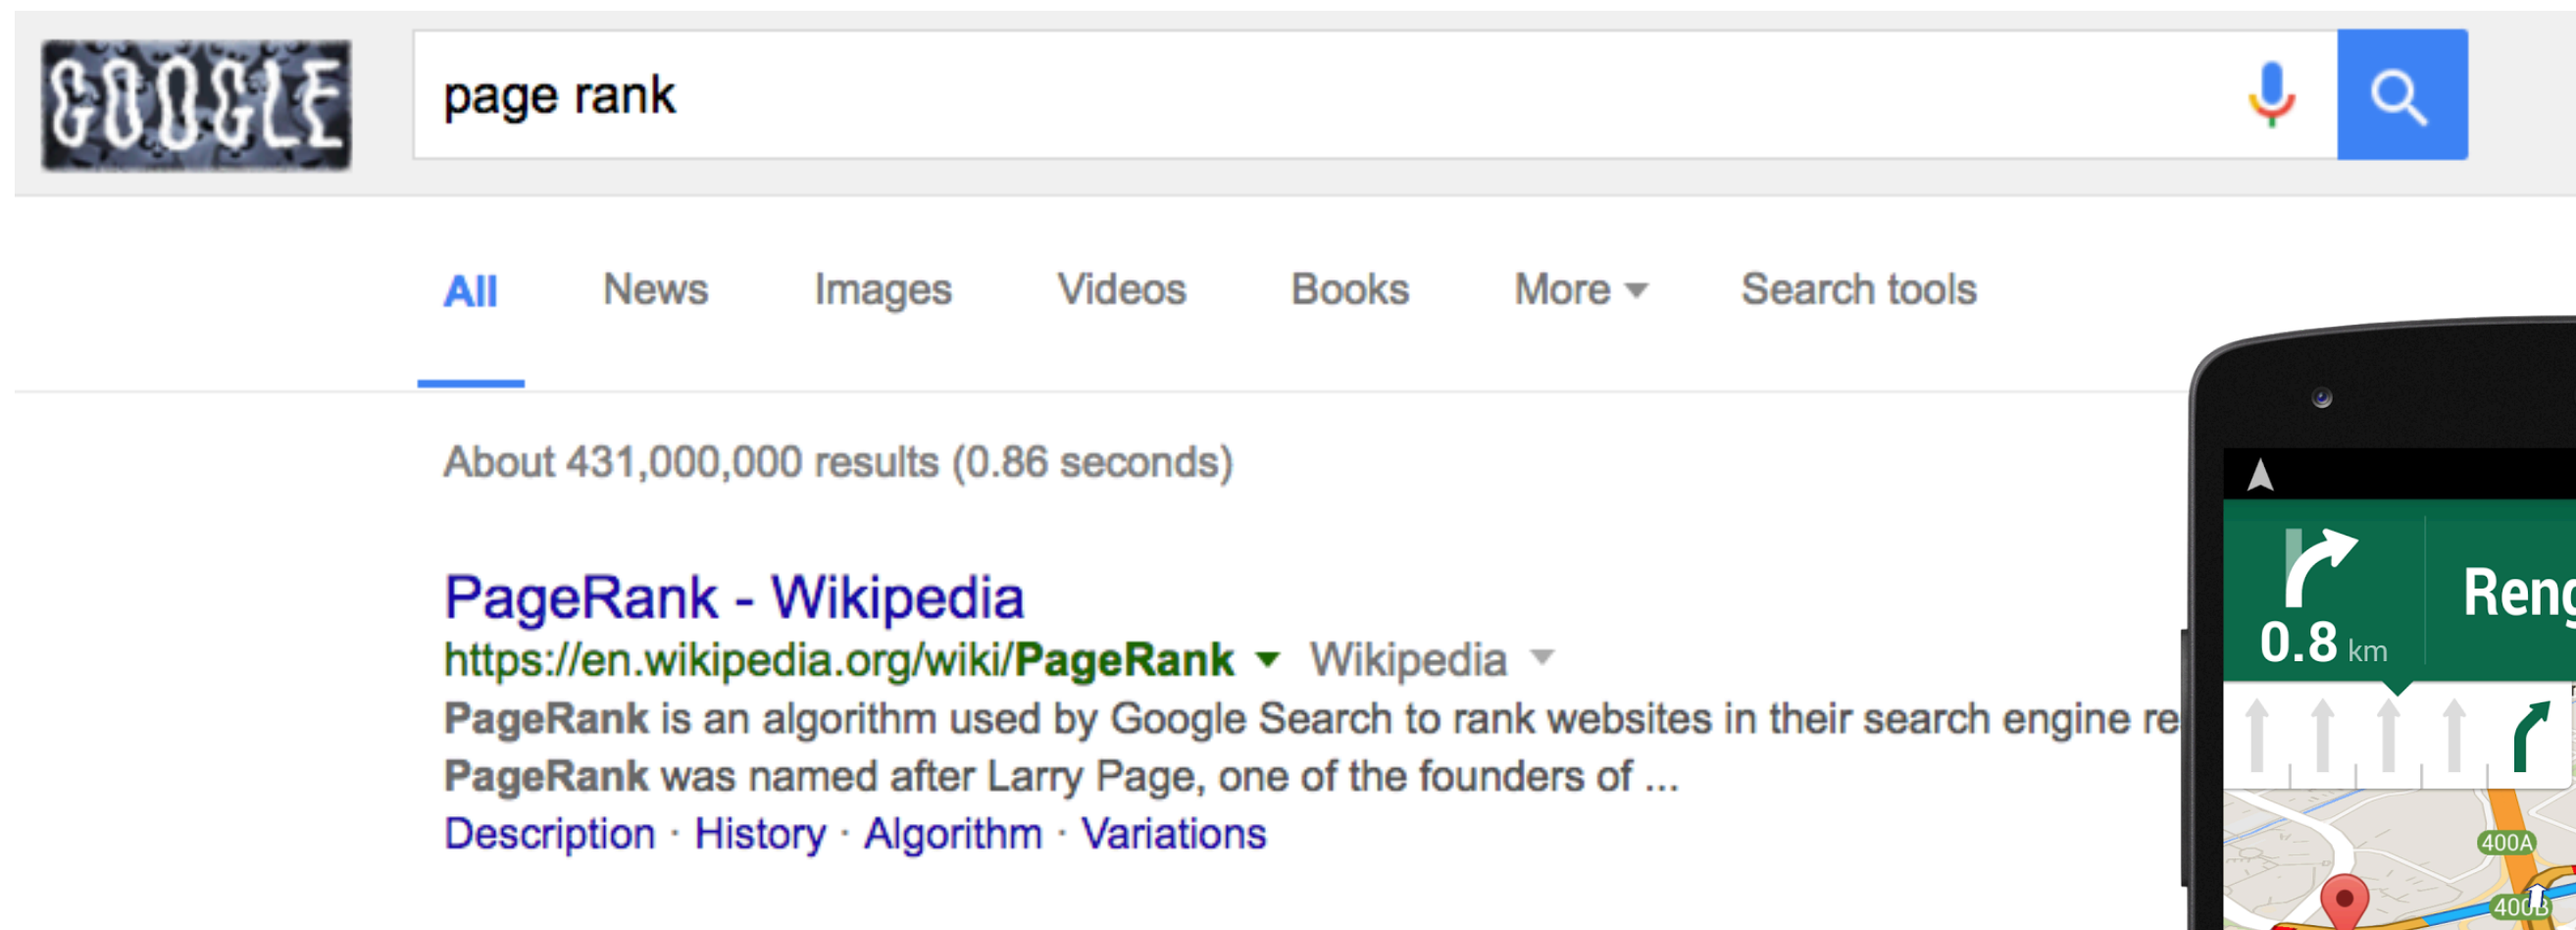 GOOGLE
page rank
All News Images Videos Books More Search tools
About 431,000,000 results (0.86 seconds)
PageRank - Wikipedia
https://en.wikipedia.org/wiki/PageRank Wikipedia
PageRank is an algorithm used by Google Search to rank websites in their search engine re
PageRank was named after Larry Page, one of the founders of ...
Description · History · Algorithm · Variations
Reng
0.8 km
400A
400B